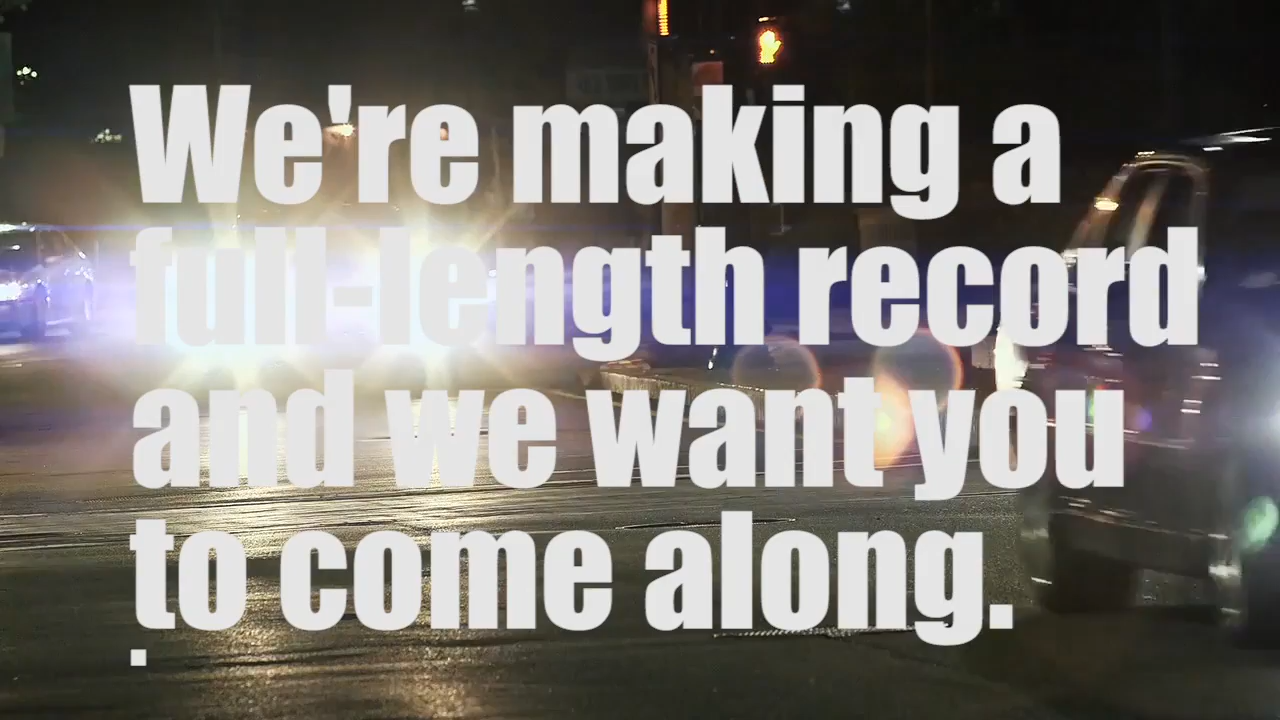 We're making a
full-length record
and we want you
to come along.
.